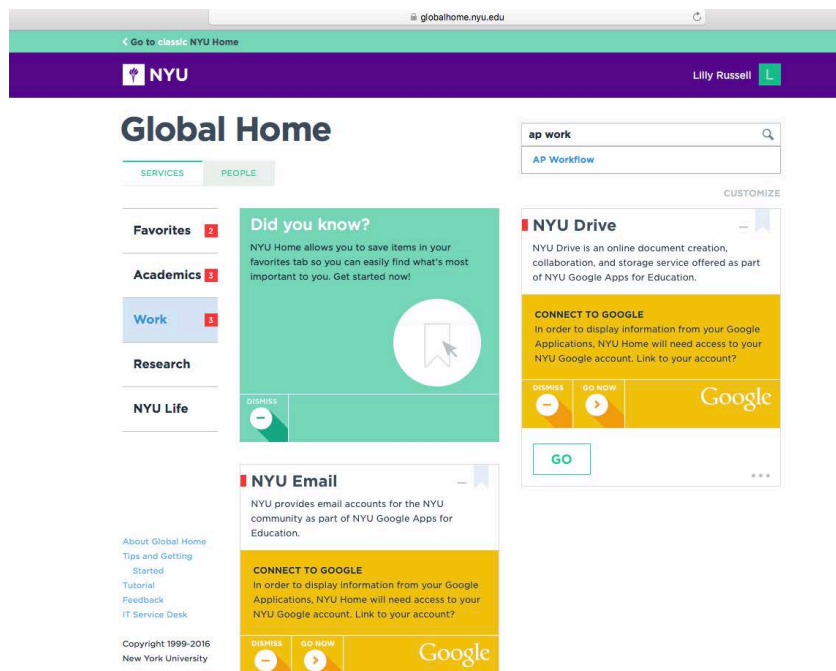 globalhome.nyu.edu
Go to classic NYU Home
NYU
Lilly Russell L
Global Home
SERVICES PEOPLE
ap work
AP Workflow
CUSTOMIZE
Favorites 2
Academics 3
Work 3
Research
NYU Life
Did you know?
NYU Home allows you to save items in your
favorites tab so you can easily find what's most
important to you. Get started now!
DISMISS
NYU Drive
NYU Drive is an online document creation,
collaboration, and storage service offered as part
of NYU Google Apps for Education.
CONNECT TO GOOGLE
In order to display information from your Google
Applications, NYU Home will need access to your
NYU Google account. Link to your account?
DISMISS GO NOW Google
GO
NYU Email
NYU provides email accounts for the NYU
community as part of NYU Google Apps for
Education.
CONNECT TO GOOGLE
In order to display information from your Google
Applications, NYU Home will need access to your
NYU Google account. Link to your account?
DISMISS GO NOW Google
About Global Home
Tips and Getting
Started
Tutorial
Feedback
IT Service Desk
Copyright 1999-2016
New York University